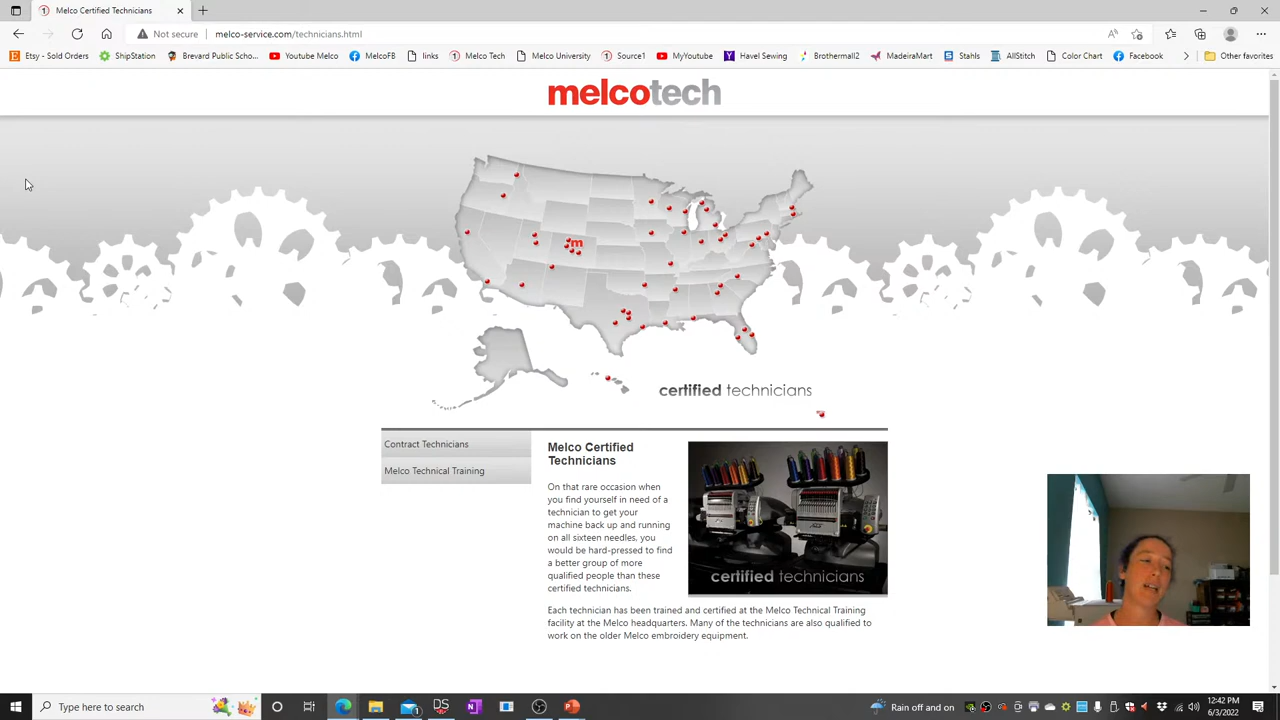 Melco Certified Technicians
Not secure melco-service.com/technicians.html
Etsy - Sold Orders ShipStation Brevard Public Scho... Youtube Melco MelcoFB links Melco Tech Melco University Source1 MyYoutube Havel Sewing Brothermall2 MadeiraMart Stahls AllStitch Color Chart Facebook Other favorites
melcotech
m
certified technicians
Contract Technicians
Melco Technical Training
Melco Certified
Technicians
On that rare occasion when
you find yourself in need of a
technician to get your
machine back up and running
on all sixteen needles, you
would be hard-pressed to find
a better group of more
qualified people than these
certified technicians.
certified technicians
Each technician has been trained and certified at the Melco Technical Training
facility at the Melco headquarters. Many of the technicians are also qualified to
work on the older Melco embroidery equipment.
Type here to search
Rain off and on
12:42 PM
6/3/2022